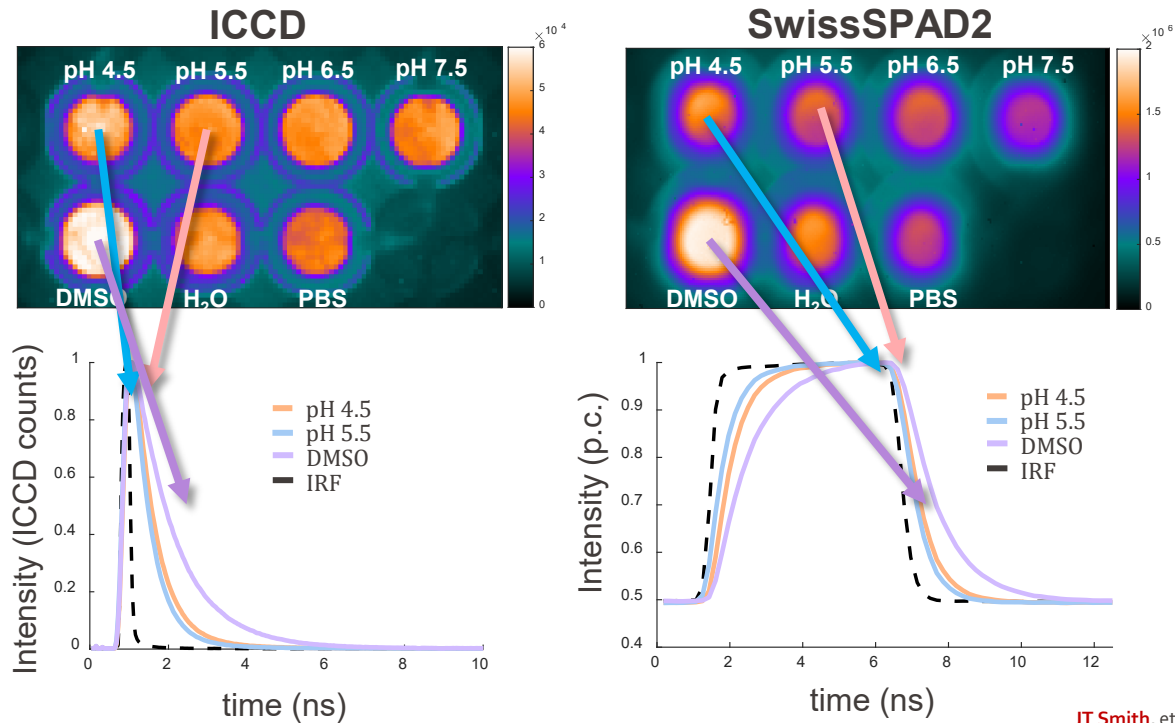 ICCD
SwissSPAD2
× 10⁴
pH 4.5 pH 5.5 pH 6.5 pH 7.5
DMSO H₂O PBS
6
5
4
3
2
1
0
× 10⁶
pH 4.5 pH 5.5 pH 6.5 pH 7.5
DMSO H₂O PBS
2
1.5
1
0.5
0
Intensity (ICCD counts)
1
0.8
0.6
0.4
0.2
0
0 2 4 6 8 10
time (ns)
pH 4.5
pH 5.5
DMSO
IRF
Intensity (p.c.)
1
0.9
0.8
0.7
0.6
0.5
0.4
0 2 4 6 8 10 12
time (ns)
pH 4.5
pH 5.5
DMSO
IRF
JT Smith, et